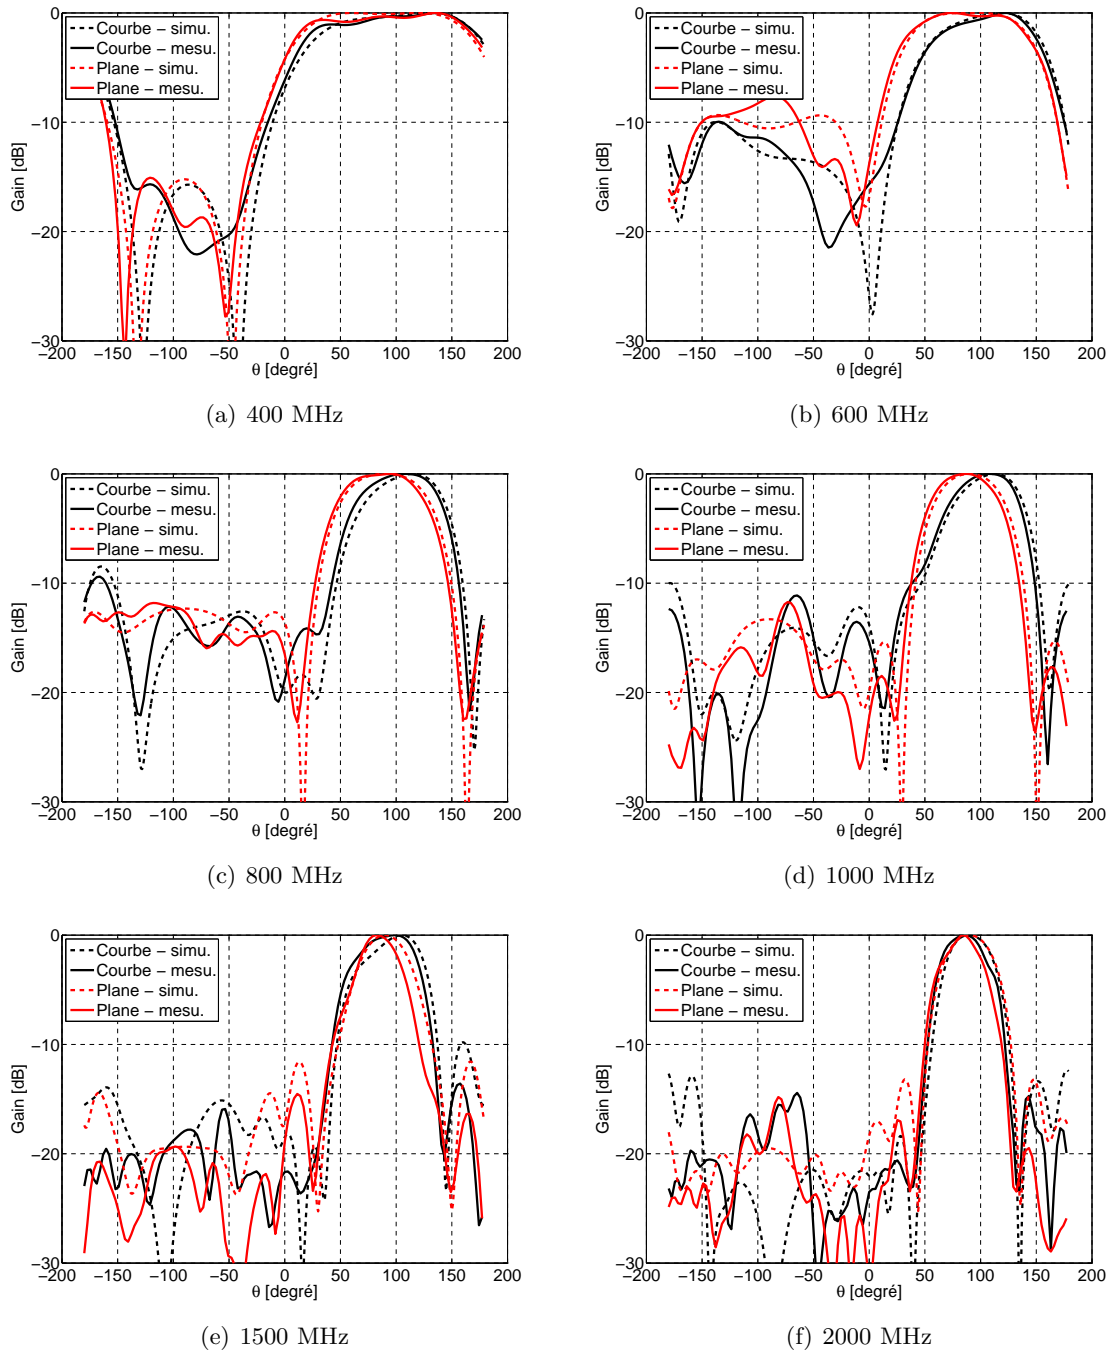 0
−10
−20
−30
Gain [dB]
Courbe − simu.
Courbe − mesu.
Plane − simu.
Plane − mesu.
−200 −150 −100 −50 0 50 100 150 200
θ [degré]
(a) 400 MHz
0
−10
−20
−30
Gain [dB]
Courbe − simu.
Courbe − mesu.
Plane − simu.
Plane − mesu.
−200 −150 −100 −50 0 50 100 150 200
θ [degré]
(b) 600 MHz
0
−10
−20
−30
Gain [dB]
Courbe − simu.
Courbe − mesu.
Plane − simu.
Plane − mesu.
−200 −150 −100 −50 0 50 100 150 200
θ [degré]
(c) 800 MHz
0
−10
−20
−30
Gain [dB]
Courbe − simu.
Courbe − mesu.
Plane − simu.
Plane − mesu.
−200 −150 −100 −50 0 50 100 150 200
θ [degré]
(d) 1000 MHz
0
−10
−20
−30
Gain [dB]
Courbe − simu.
Courbe − mesu.
Plane − simu.
Plane − mesu.
−200 −150 −100 −50 0 50 100 150 200
θ [degré]
(e) 1500 MHz
0
−10
−20
−30
Gain [dB]
Courbe − simu.
Courbe − mesu.
Plane − simu.
Plane − mesu.
−200 −150 −100 −50 0 50 100 150 200
θ [degré]
(f) 2000 MHz